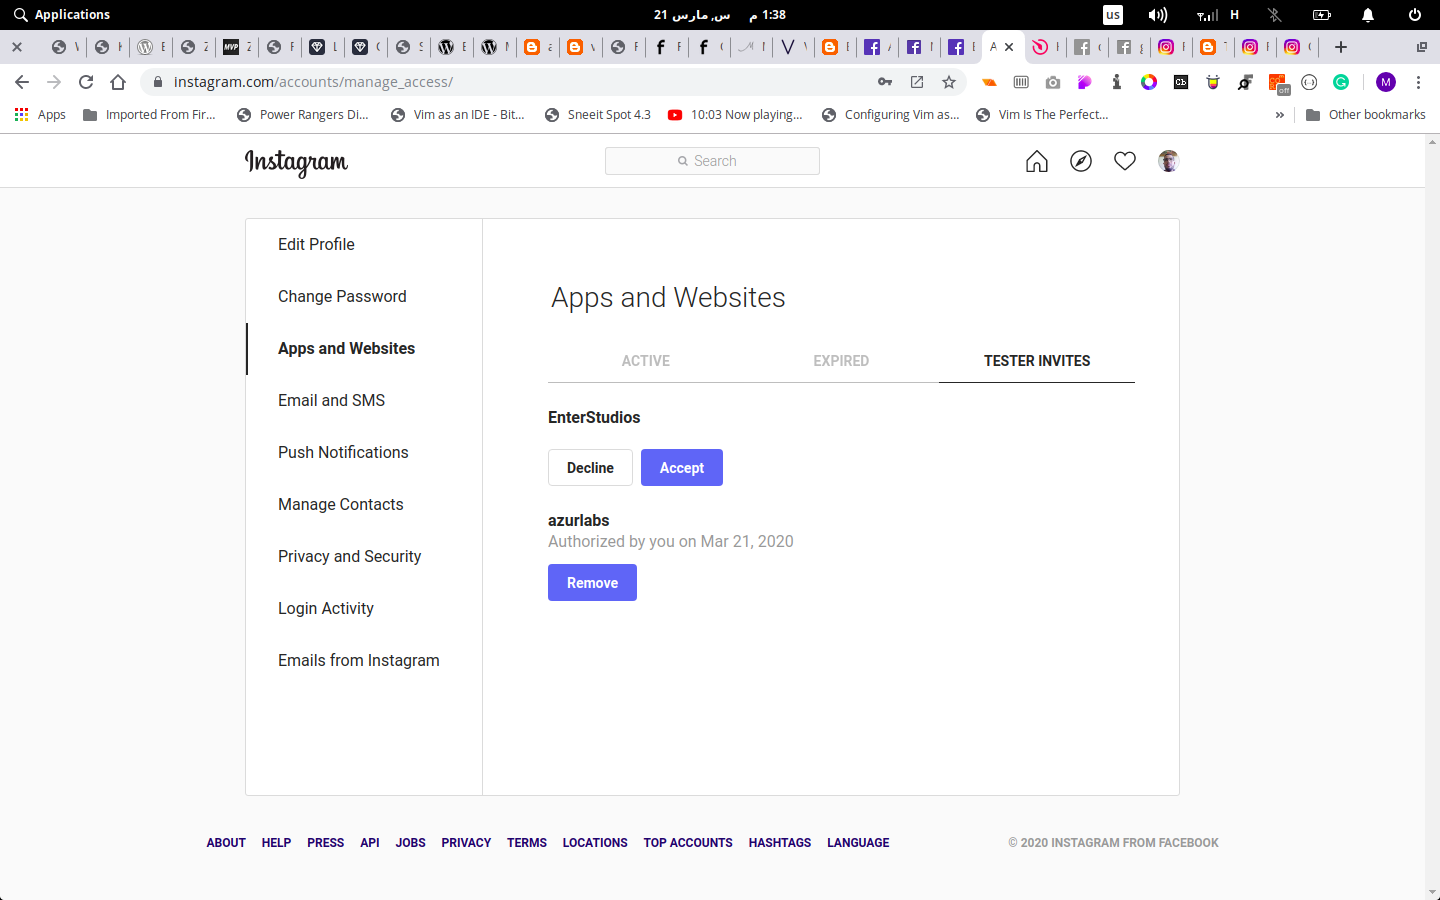 Applications
س, مارس 21 1:38 م
us
H
instagram.com/accounts/manage_access/
off
M
Apps
Imported From Fir...
Power Rangers Di...
Vim as an IDE - Bit...
Sneeit Spot 4.3
10:03 Now playing...
Configuring Vim as...
Vim Is The Perfect...
»
Other bookmarks
Instagram
Search
Edit Profile
Change Password
Apps and Websites
Email and SMS
Push Notifications
Manage Contacts
Privacy and Security
Login Activity
Emails from Instagram
Apps and Websites
ACTIVE EXPIRED TESTER INVITES
EnterStudios
Decline Accept
azurlabs
Authorized by you on Mar 21, 2020
Remove
ABOUT HELP PRESS API JOBS PRIVACY TERMS LOCATIONS TOP ACCOUNTS HASHTAGS LANGUAGE
© 2020 INSTAGRAM FROM FACEBOOK